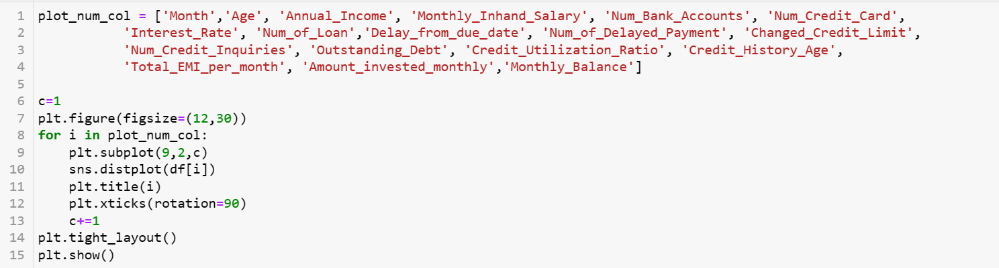 1 plot_num_col = ['Month','Age', 'Annual_Income', 'Monthly_Inhand_Salary', 'Num_Bank_Accounts', 'Num_Credit_Card',
2            'Interest_Rate', 'Num_of_Loan','Delay_from_due_date', 'Num_of_Delayed_Payment', 'Changed_Credit_Limit',
3            'Num_Credit_Inquiries', 'Outstanding_Debt', 'Credit_Utilization_Ratio', 'Credit_History_Age',
4            'Total_EMI_per_month', 'Amount_invested_monthly','Monthly_Balance']
5
6 c=1
7 plt.figure(figsize=(12,30))
8 for i in plot_num_col:
9     plt.subplot(9,2,c)
10     sns.distplot(df[i])
11     plt.title(i)
12     plt.xticks(rotation=90)
13     c+=1
14 plt.tight_layout()
15 plt.show()